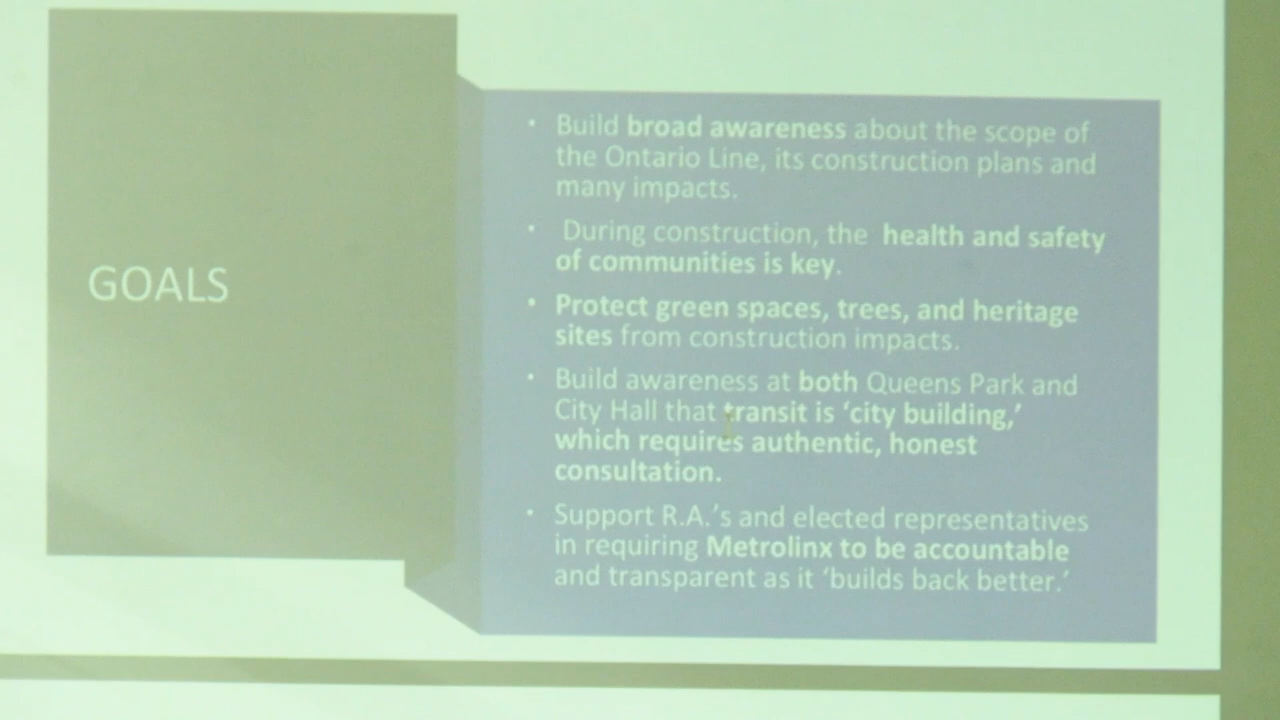 GOALS
• Build broad awareness about the scope of
the Ontario Line, its construction plans and
many impacts.
• During construction, the health and safety
of communities is key.
• Protect green spaces, trees, and heritage
sites from construction impacts.
• Build awareness at both Queens Park and
City Hall that transit is ‘city building,’
which requires authentic, honest
consultation.
• Support R.A.’s and elected representatives
in requiring Metrolinx to be accountable
and transparent as it ‘builds back better.’